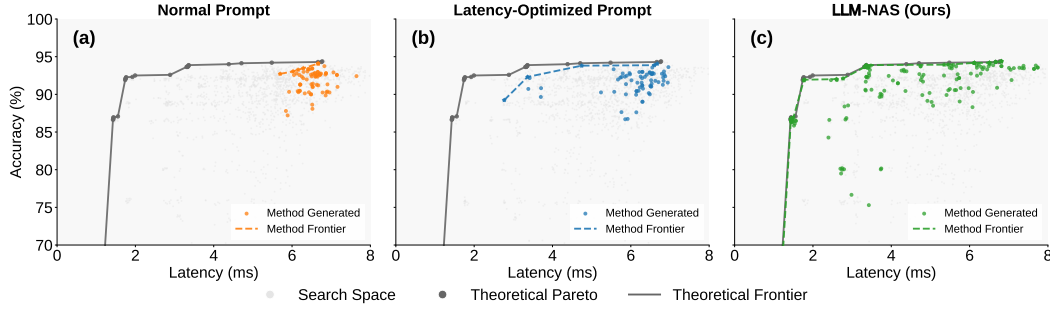 Normal Prompt
Latency-Optimized Prompt
LLM-NAS (Ours)
(a)
(b)
(c)
Accuracy (%)
100
95
90
85
80
75
70
0 2 4 6 8
0 2 4 6 8
0 2 4 6 8
Method Generated
Method Frontier
Method Generated
Method Frontier
Method Generated
Method Frontier
Latency (ms)
Latency (ms)
Latency (ms)
Search Space
Theoretical Pareto
Theoretical Frontier